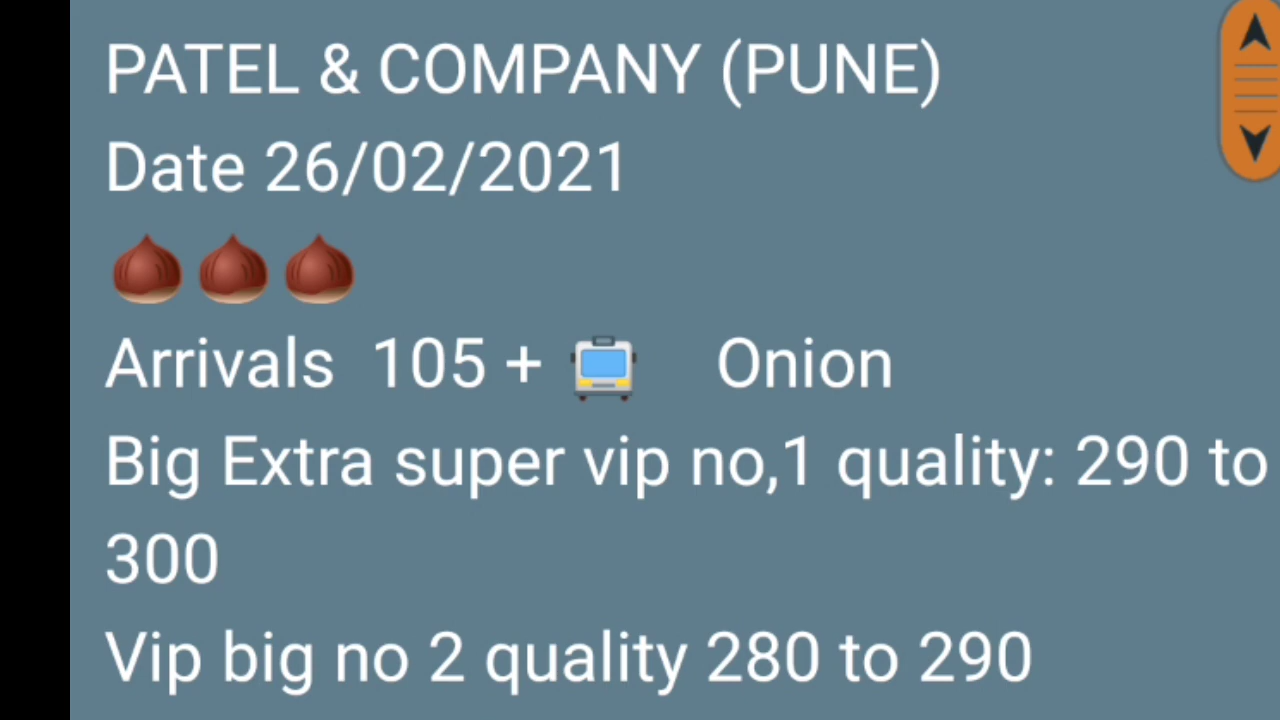 PATEL & COMPANY (PUNE)
Date 26/02/2021
🌰🌰🌰
Arrivals 105 + 🚍 Onion
Big Extra super vip no,1 quality: 290 to
300
Vip big no 2 quality 280 to 290